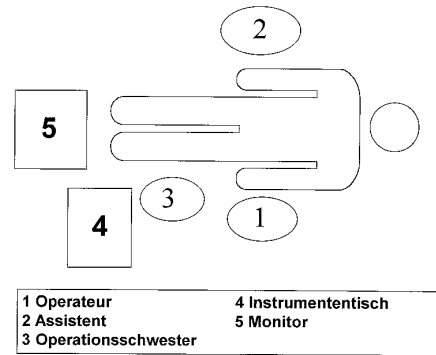 2
5
3
1
4
1 Operateur 4 Instrumententisch
2 Assistent 5 Monitor
3 Operationsschwester